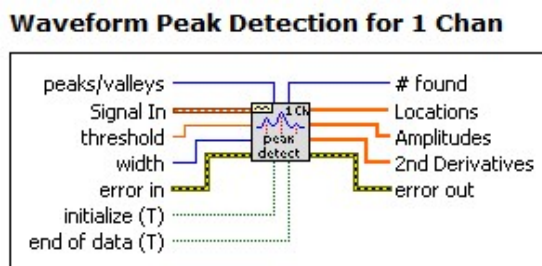 Waveform Peak Detection for 1 Chan
peaks/valleys
Signal In
threshold
width
error in
initialize (T)
end of data (T)
1 Ch
peak
detect
# found
Locations
Amplitudes
2nd Derivatives
error out